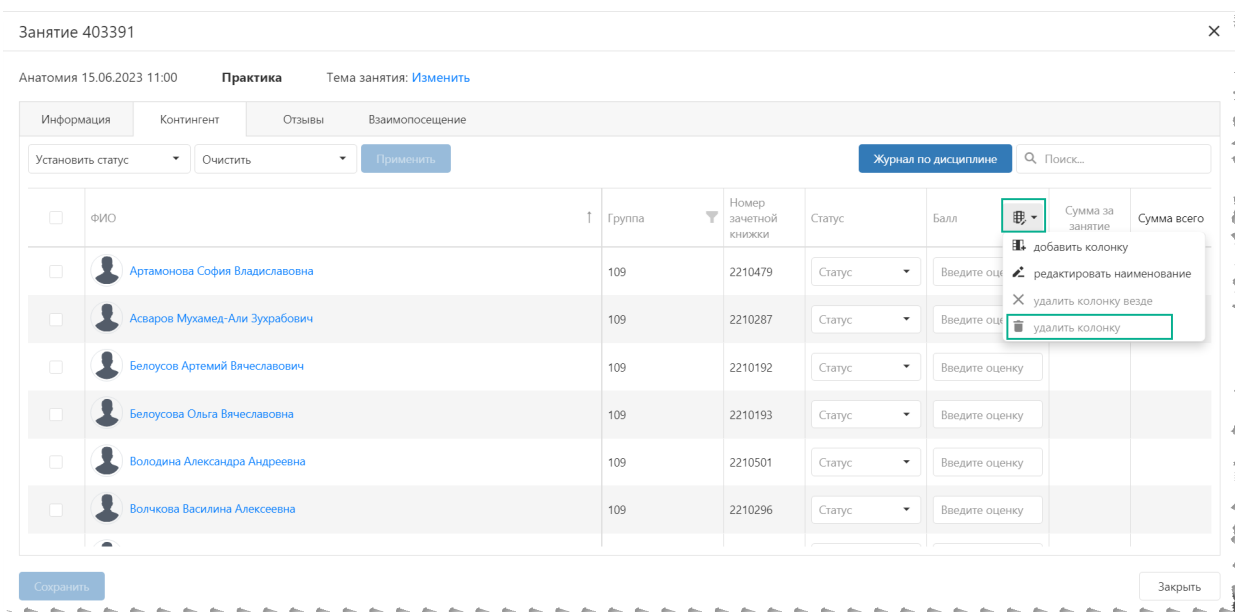 Занятие 403391
Анатомия 15.06.2023 11:00 Практика Тема занятия: Изменить
Информация Контингент Отзывы Взаимопосещение
Установить статус Очистить Применить Журнал по дисциплине Поиск...
ФИО Группа Номер зачетной книжки Статус Балл Сумма за занятие Сумма всего
добавить колонку
редактировать наименование
удалить колонку везде
удалить колонку
Артамонова София Владиславовна 109 2210479 Статус Введите оце
Асваров Мухамед-Али Зухрабович 109 2210287 Статус Введите оце
Белоусов Артемий Вячеславович 109 2210192 Статус Введите оценку
Белоусова Ольга Вячеславовна 109 2210193 Статус Введите оценку
Володина Александра Андреевна 109 2210501 Статус Введите оценку
Волчкова Василина Алексеевна 109 2210296 Статус Введите оценку
Сохранить Закрыть